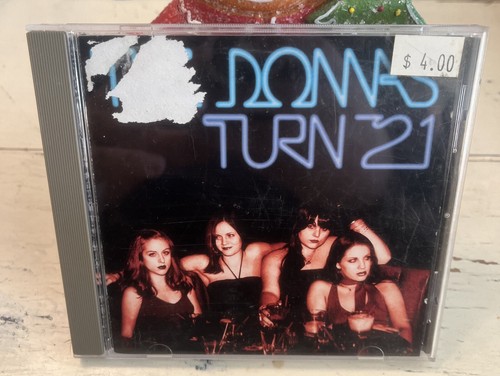 DONNAS
TURN 21
$ 4.00